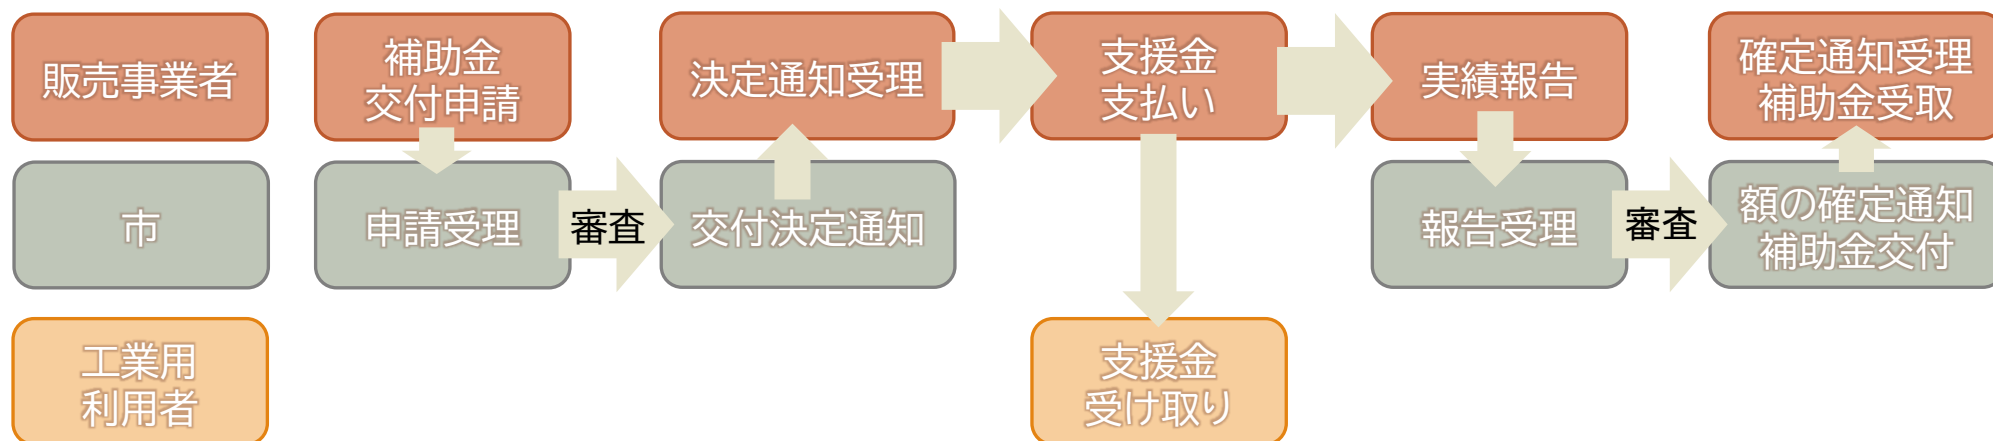 販売事業者
補助金
交付申請
決定通知受理
支援金
支払い
実績報告
確定通知受理
補助金受取
市
申請受理
審査
交付決定通知
報告受理
審査
額の確定通知
補助金交付
工業用
利用者
支援金
受け取り